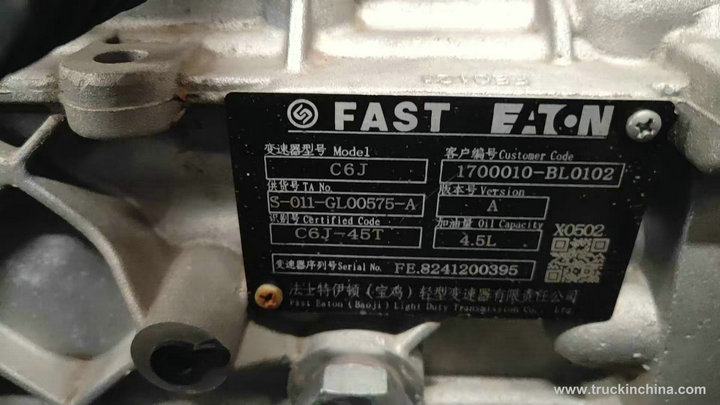 FAST EATON
变速器型号 Model C6J 客户编号 Customer Code 1700010-BL0102
供货号 TA No. S-011-GL00575-A 版本号 Version A
识别号 Certified Code C6J-45T 加油量 Oil Capacity 4.5L X0502
变速器序列号 Serial No. FE.8241200395
法士特伊顿（宝鸡）轻型变速器有限责任公司
Fast Eaton (Baoji) Light Duty Transmission Co., Ltd
www.truckinchina.com